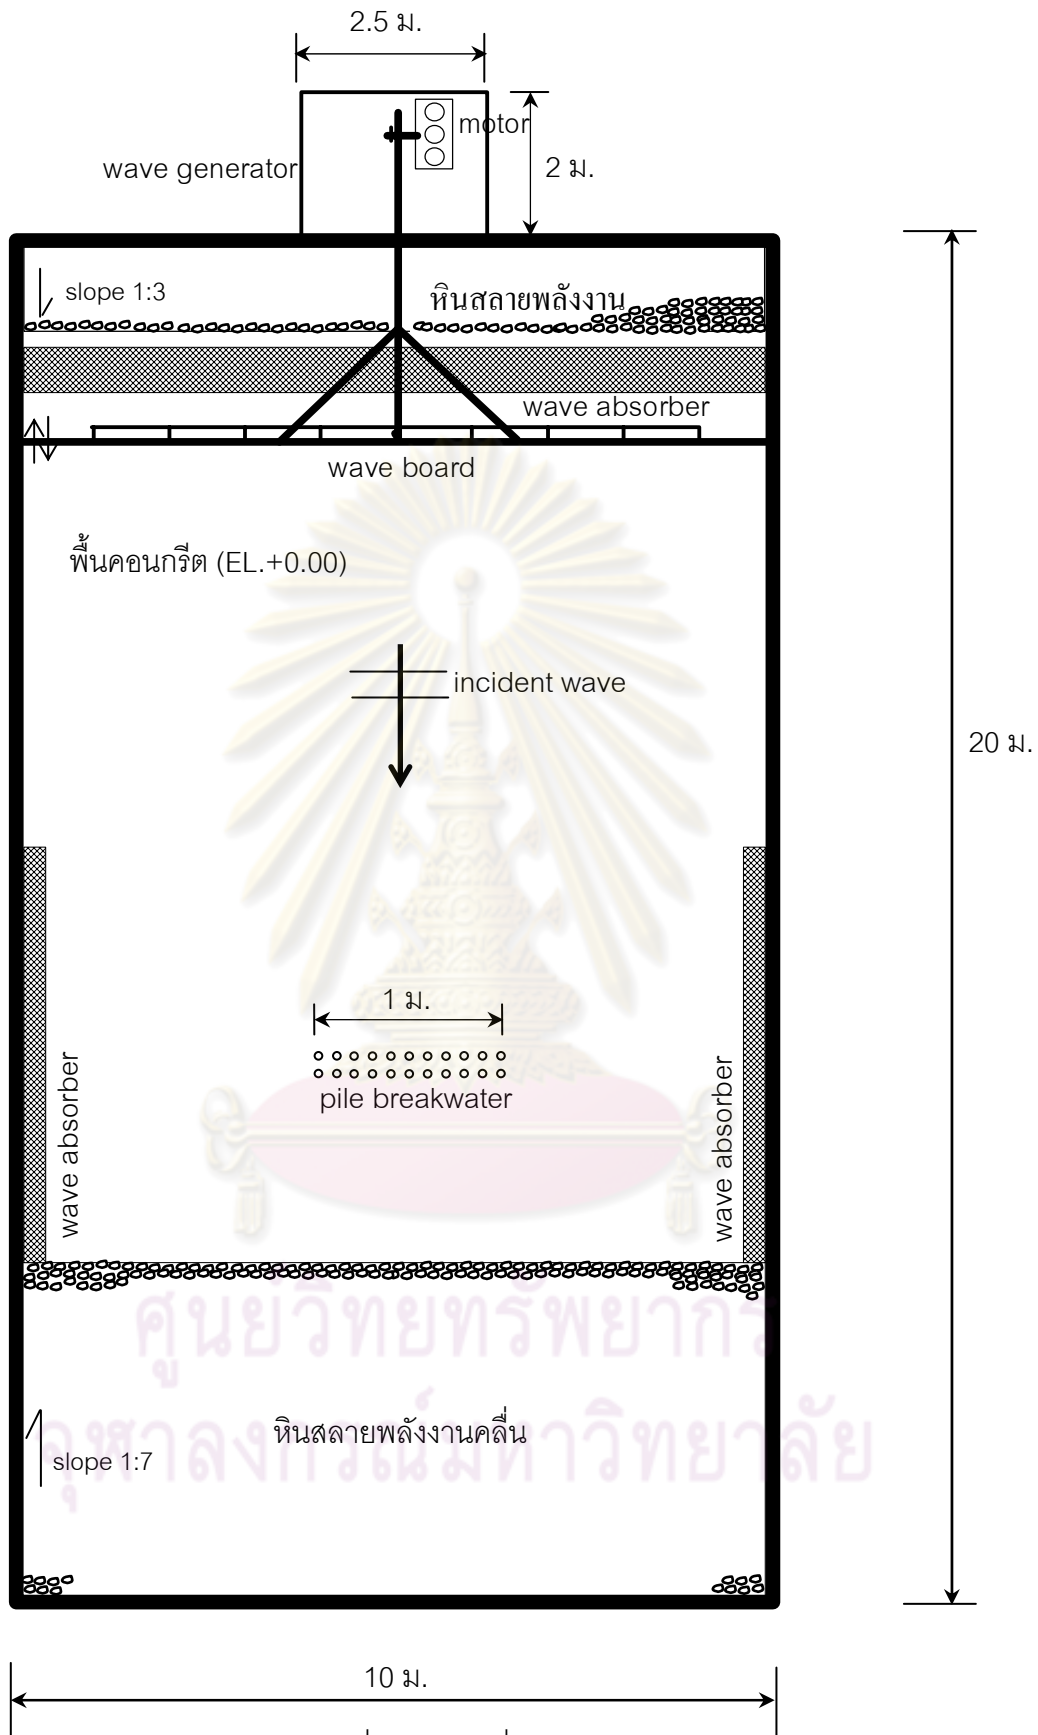 2.5 ม.
motor
wave generator
2 ม.
slope 1:3
หินสลายพลังงาน
wave absorber
wave board
พื้นคอนกรีต (EL.+0.00)
incident wave
20 ม.
1 ม.
pile breakwater
wave absorber
wave absorber
ศูนย์วิทยทรัพยากร
หินสลายพลังงานคลื่น
จุฬาลงกรณ์มหาวิทยาลัย
slope 1:7
10 ม.